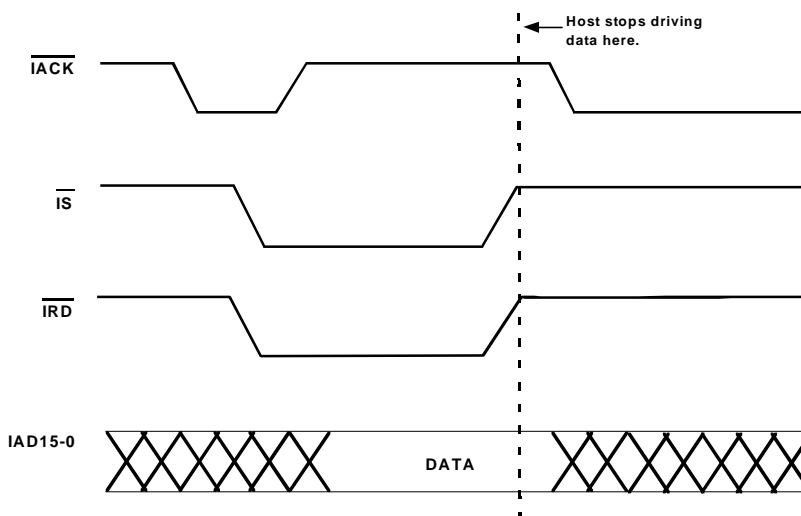 Host stops driving
data here.
IACK
IS
IRD
IAD15-0
DATA